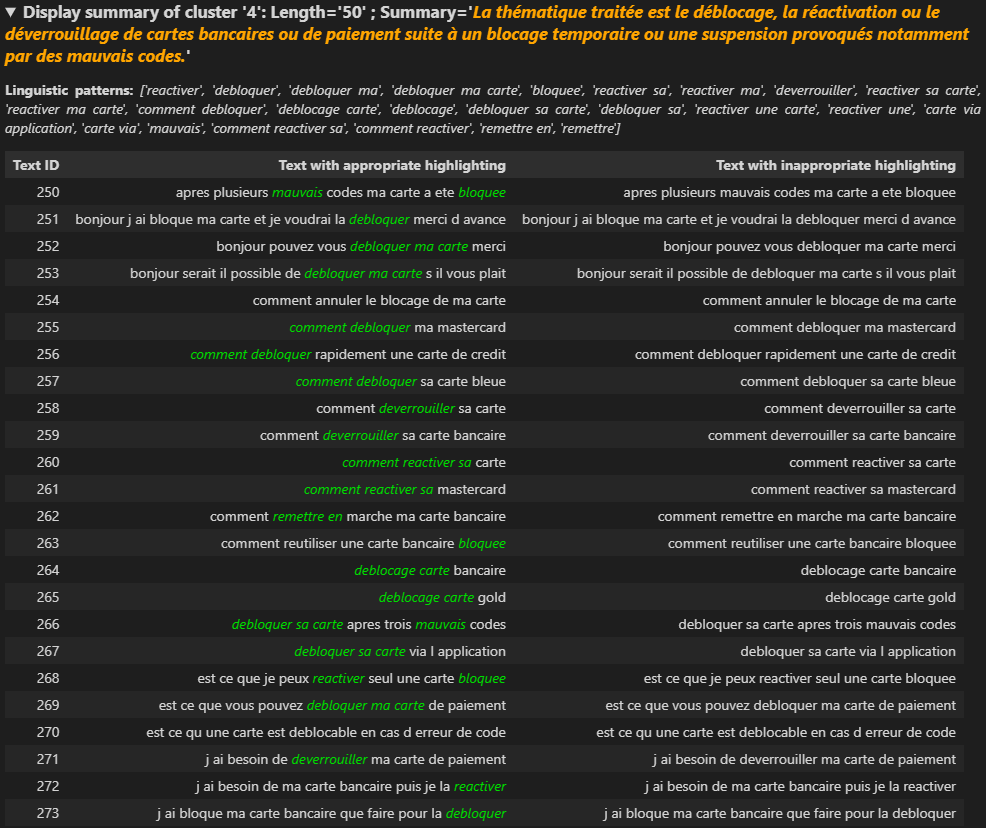 ▼ Display summary of cluster '4': Length='50' ; Summary='La thématique traitée est le déblocage, la réactivation ou le
déverrouillage de cartes bancaires ou de paiement suite à un blocage temporaire ou une suspension provoqués notamment
par des mauvais codes.'
Linguistic patterns: ['reactiver', 'debloquer', 'debloquer ma', 'debloquer ma carte', 'bloquee', 'reactiver sa', 'reactiver ma', 'deverrouiller', 'reactiver sa carte',
'reactiver ma carte', 'comment debloquer', 'deblocage carte', 'deblocage', 'debloquer sa carte', 'debloquer sa', 'reactiver une carte', 'reactiver une', 'carte via
application', 'carte via', 'mauvais', 'comment reactiver sa', 'comment reactiver', 'remettre en', 'remettre']
Text ID Text with appropriate highlighting Text with inappropriate highlighting
250 apres plusieurs mauvais codes ma carte a ete bloquee apres plusieurs mauvais codes ma carte a ete bloquee
251 bonjour j ai bloque ma carte et je voudrai la debloquer merci d avance bonjour j ai bloque ma carte et je voudrai la debloquer merci d avance
252 bonjour pouvez vous debloquer ma carte merci bonjour pouvez vous debloquer ma carte merci
253 bonjour serait il possible de debloquer ma carte s il vous plait bonjour serait il possible de debloquer ma carte s il vous plait
254 comment annuler le blocage de ma carte comment annuler le blocage de ma carte
255 comment debloquer ma mastercard comment debloquer ma mastercard
256 comment debloquer rapidement une carte de credit comment debloquer rapidement une carte de credit
257 comment debloquer sa carte bleue comment debloquer sa carte bleue
258 comment deverrouiller sa carte comment deverrouiller sa carte
259 comment deverrouiller sa carte bancaire comment deverrouiller sa carte bancaire
260 comment reactiver sa carte comment reactiver sa carte
261 comment reactiver sa mastercard comment reactiver sa mastercard
262 comment remettre en marche ma carte bancaire comment remettre en marche ma carte bancaire
263 comment reutiliser une carte bancaire bloquee comment reutiliser une carte bancaire bloquee
264 deblocage carte bancaire deblocage carte bancaire
265 deblocage carte gold deblocage carte gold
266 debloquer sa carte apres trois mauvais codes debloquer sa carte apres trois mauvais codes
267 debloquer sa carte via l application debloquer sa carte via l application
268 est ce que je peux reactiver seul une carte bloquee est ce que je peux reactiver seul une carte bloquee
269 est ce que vous pouvez debloquer ma carte de paiement est ce que vous pouvez debloquer ma carte de paiement
270 est ce qu une carte est deblocable en cas d erreur de code est ce qu une carte est deblocable en cas d erreur de code
271 j ai besoin de deverrouiller ma carte de paiement j ai besoin de deverrouiller ma carte de paiement
272 j ai besoin de ma carte bancaire puis je la reactiver j ai besoin de ma carte bancaire puis je la reactiver
273 j ai bloque ma carte bancaire que faire pour la debloquer j ai bloque ma carte bancaire que faire pour la debloquer